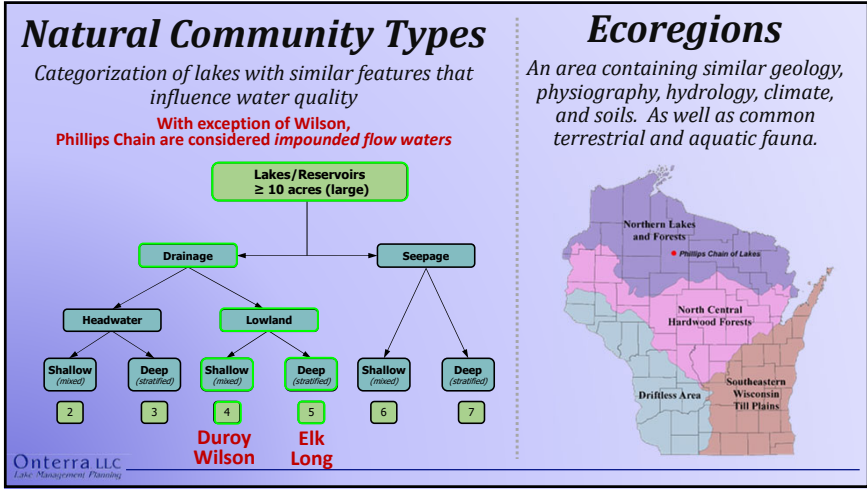 Natural Community Types
Categorization of lakes with similar features that
influence water quality
With exception of Wilson,
Phillips Chain are considered impounded flow waters
Lakes/Reservoirs
≥ 10 acres (large)
Drainage
Seepage
Headwater
Lowland
Shallow
(mixed)
Deep
(stratified)
Shallow
(mixed)
Deep
(stratified)
Shallow
(mixed)
Deep
(stratified)
2
3
4
5
6
7
Duroy
Wilson
Elk
Long
Onterra LLC
Lake Management Planning
Ecoregions
An area containing similar geology,
physiography, hydrology, climate,
and soils. As well as common
terrestrial and aquatic fauna.
Northern Lakes
and Forests
Phillips Chain of Lakes
North Central
Hardwood Forests
Driftless Area
Southeastern
Wisconsin
Till Plains